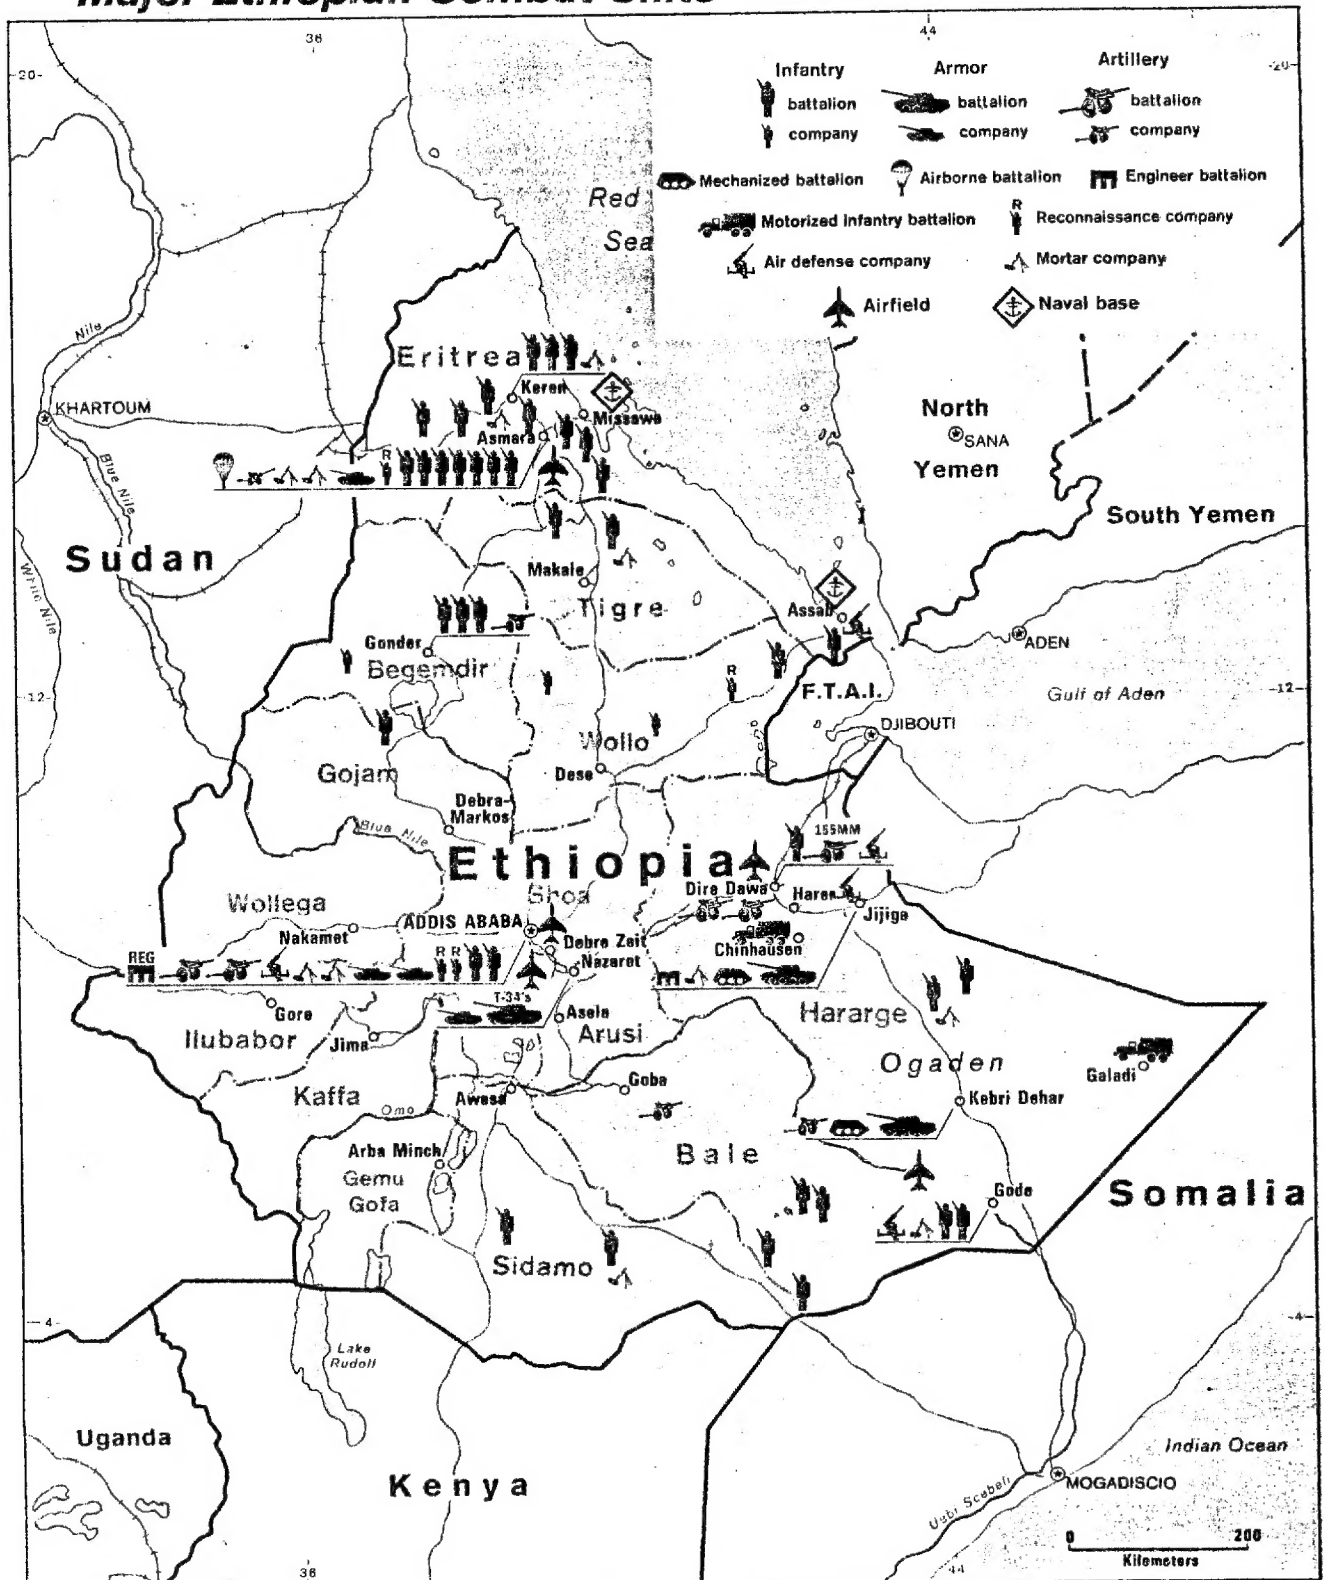 Major Ethiopian Combat Units
36
44
20
20
Infantry
Armor
Artillery
battalion
battalion
battalion
company
company
company
Mechanized battalion
Airborne battalion
Engineer battalion
Motorized infantry battalion
R
Reconnaissance company
Air defense company
Mortar company
Airfield
Naval base
Red
Sea
Nile
Eritrea
Keren
KHARTOUM
Missawa
North
Yemen
SANA
Asmara
R
Blue Nile
South Yemen
Sudan
White Nile
Makale
Tigre
Assab
ADEN
Gonder
Begemdir
R
F.T.A.I.
12
Gulf of Aden
DJIBOUTI
Wollo
Gojam
Dese
Debra-
Markos
Blue Nile
155MM
Ethiopia
Shoa
Dire Dawa
Harer
Jijiga
Wollega
ADDIS ABABA
Nakamet
Debre Zeit
Chinhausen
REG
R R
Nazaret
T-34's
Gore
Asela
Hararge
Ilubabor
Jima
Arusi
Ogaden
Galadi
Kaffa
Goba
Omo
Awasa
Kebri Dehar
Arba Minch
Bale
Gemu
Gofa
Gode
Somalia
Sidamo
4
4
Lake
Rudolf
Uganda
Indian Ocean
Kenya
MOGADISCIO
Uebi Scebeli
0
200
Kilometers
36
44